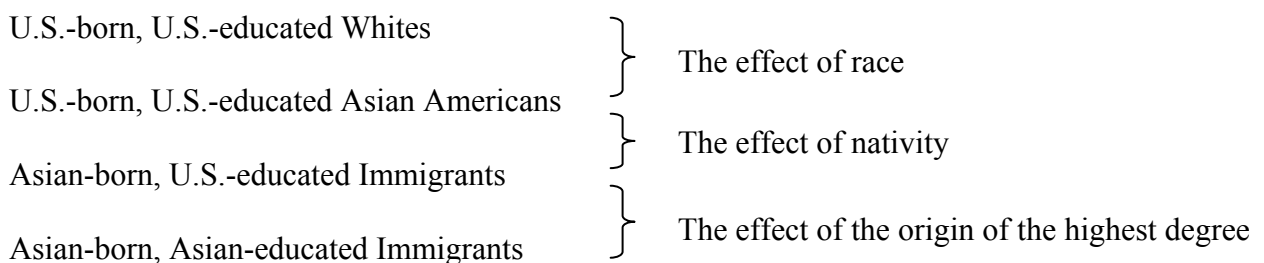 U.S.-born, U.S.-educated Whites
The effect of race
U.S.-born, U.S.-educated Asian Americans
The effect of nativity
Asian-born, U.S.-educated Immigrants
The effect of the origin of the highest degree
Asian-born, Asian-educated Immigrants